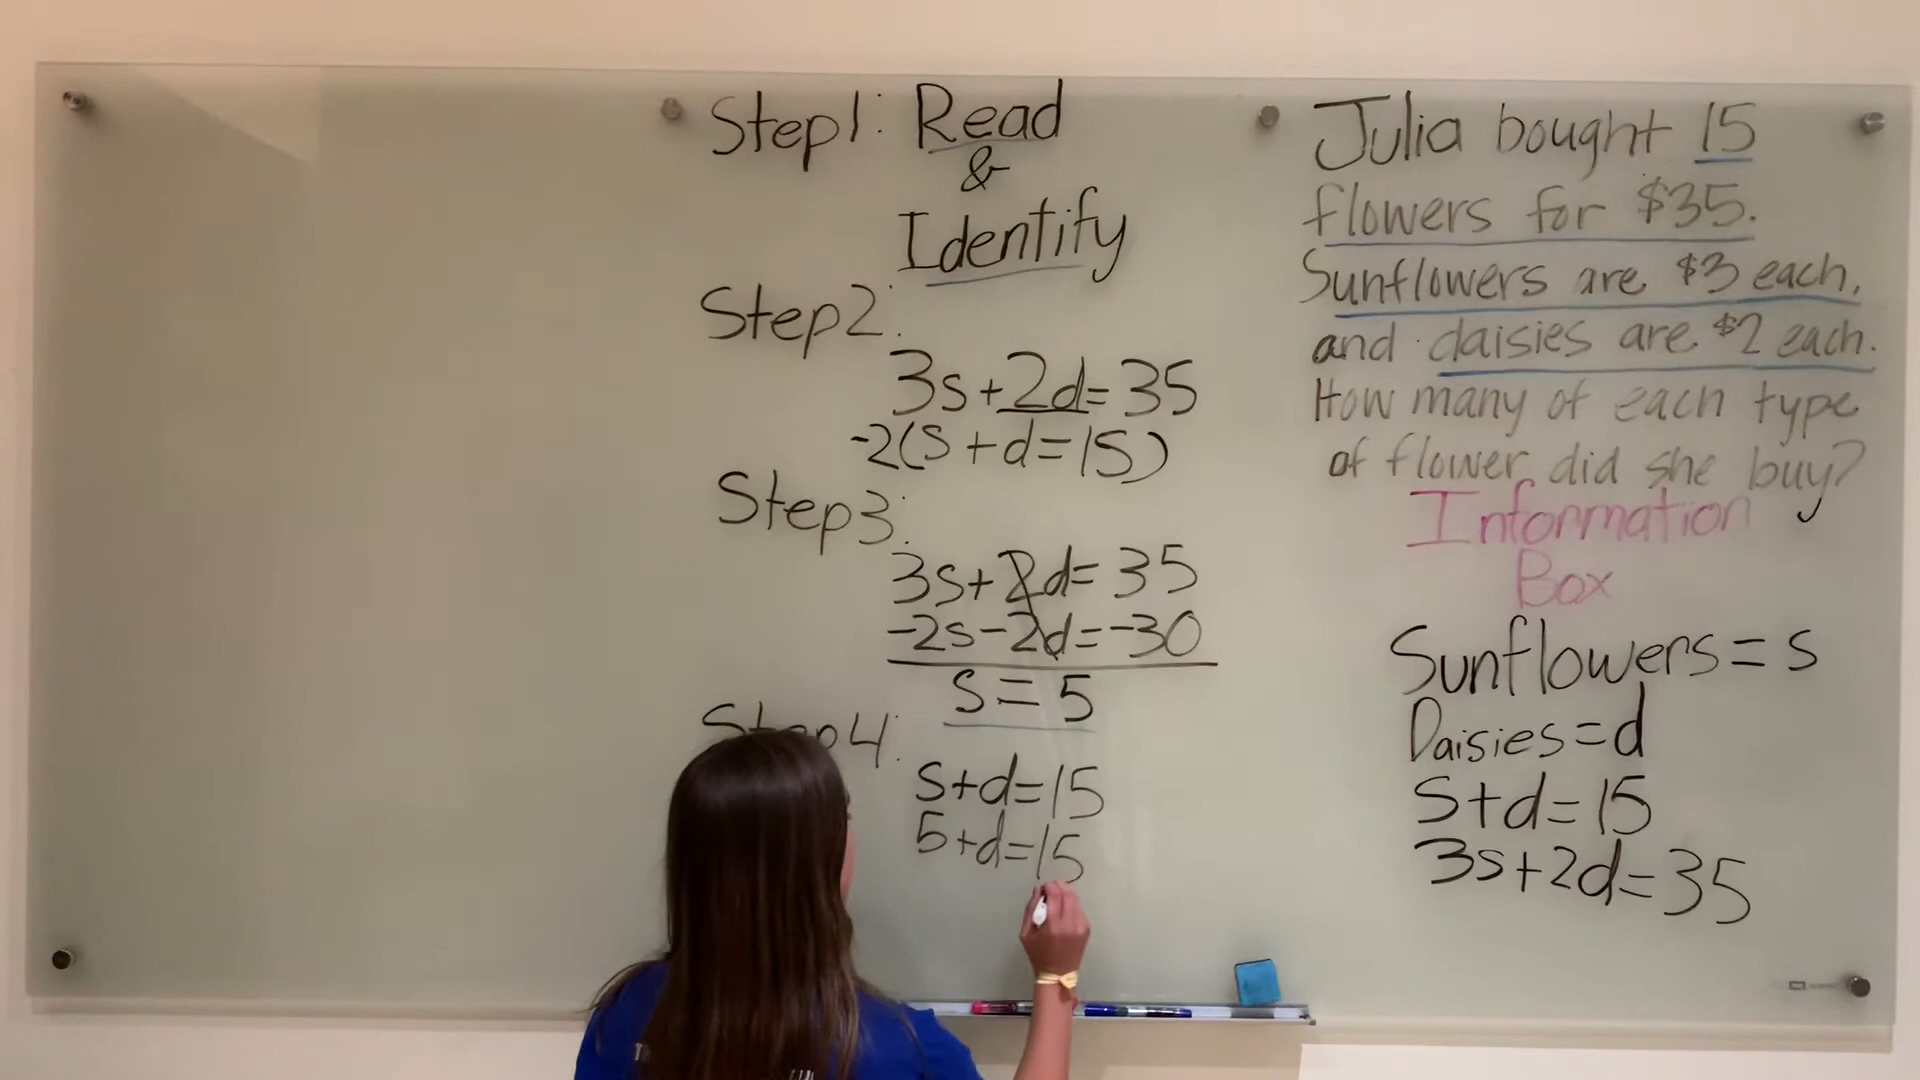 Step1: Read
&
Identify
Step2:
3s+2d=35
-2(s+d=15)
Step3:
3s+2d=35
-2s-2d=-30
s=5
Step4:
s+d=15
5+d=15
Julia bought 15
flowers for $35.
Sunflowers are $3 each,
and daisies are $2 each.
How many of each type
of flower did she buy?
Information
Box
Sunflowers=s
Daisies=d
S+d=15
3s+2d=35